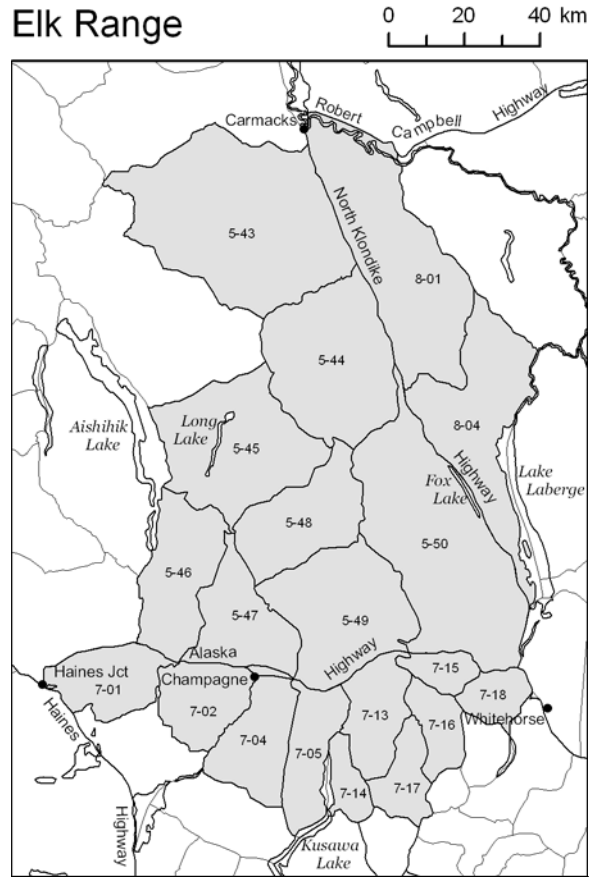 Elk Range
0 20 40 km
Carmacks
Robert
Campbell
Highway
North Klondike
5-43
8-01
5-44
Aishihik
Lake
Long
Lake
5-45
8-04
Highway
Fox
Lake
Lake
Laberge
5-48
5-50
5-46
5-47
5-49
Alaska
Highway
Haines Jct
7-01
Champagne
7-15
7-18
7-02
7-13
7-16
Whitehorse
Haines
7-04
7-05
7-14
7-17
Highway
Kusawa
Lake